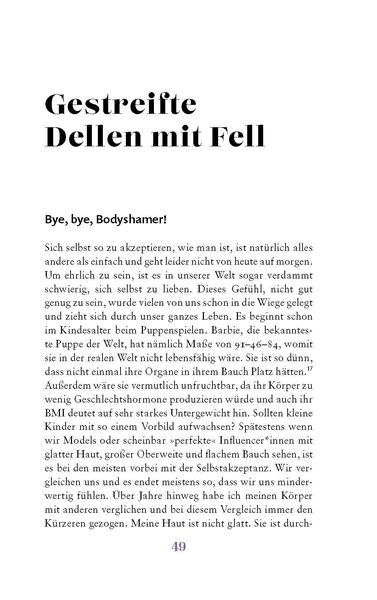 Gestreifte
Dellen mit Fell
Bye, bye, Bodyshamer!
Sich selbst so zu akzeptieren, wie man ist, ist natürlich alles
andere als einfach und geht leider nicht von heute auf morgen.
Um ehrlich zu sein, ist es in unserer Welt sogar verdammt
schwierig, sich selbst zu lieben. Dieses Gefühl, nicht gut
genug zu sein, wurde vielen von uns schon in die Wiege gelegt
und zieht sich durch unser ganzes Leben. Es beginnt schon
im Kindesalter beim Puppenspielen. Barbie, die bekanntes-
te Puppe der Welt, hat nämlich Maße von 91–46–84, womit
sie in der realen Welt nicht lebensfähig wäre. Sie ist so dünn,
dass nicht einmal ihre Organe in ihrem Bauch Platz hätten.17
Außerdem wäre sie vermutlich unfruchtbar, da ihr Körper zu
wenig Geschlechtshormone produzieren würde und auch ihr
BMI deutet auf sehr starkes Untergewicht hin. Sollten kleine
Kinder mit so einem Vorbild aufwachsen? Spätestens wenn
wir Models oder scheinbar »perfekte« Influencer*innen mit
glatter Haut, großer Oberweite und flachem Bauch sehen, ist
es bei den meisten vorbei mit der Selbstakzeptanz. Wir ver-
gleichen uns und es endet meistens so, dass wir uns minder-
wertig fühlen. Über Jahre hinweg habe ich meinen Körper
mit anderen verglichen und bei diesem Vergleich immer den
Kürzeren gezogen. Meine Haut ist nicht glatt. Sie ist durch-
49